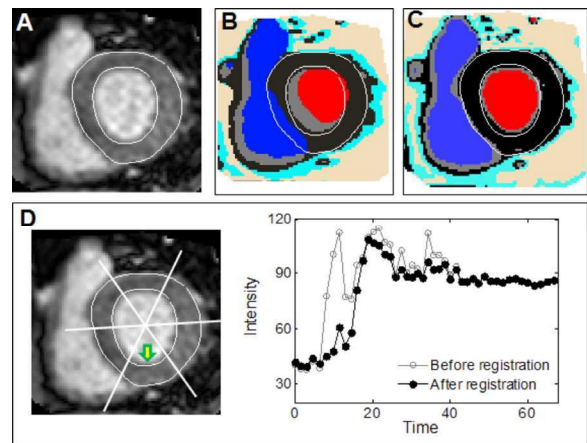 A
B
C
D
120
90
60
30
Intensity
Before registration
After registration
0
20
40
60
Time